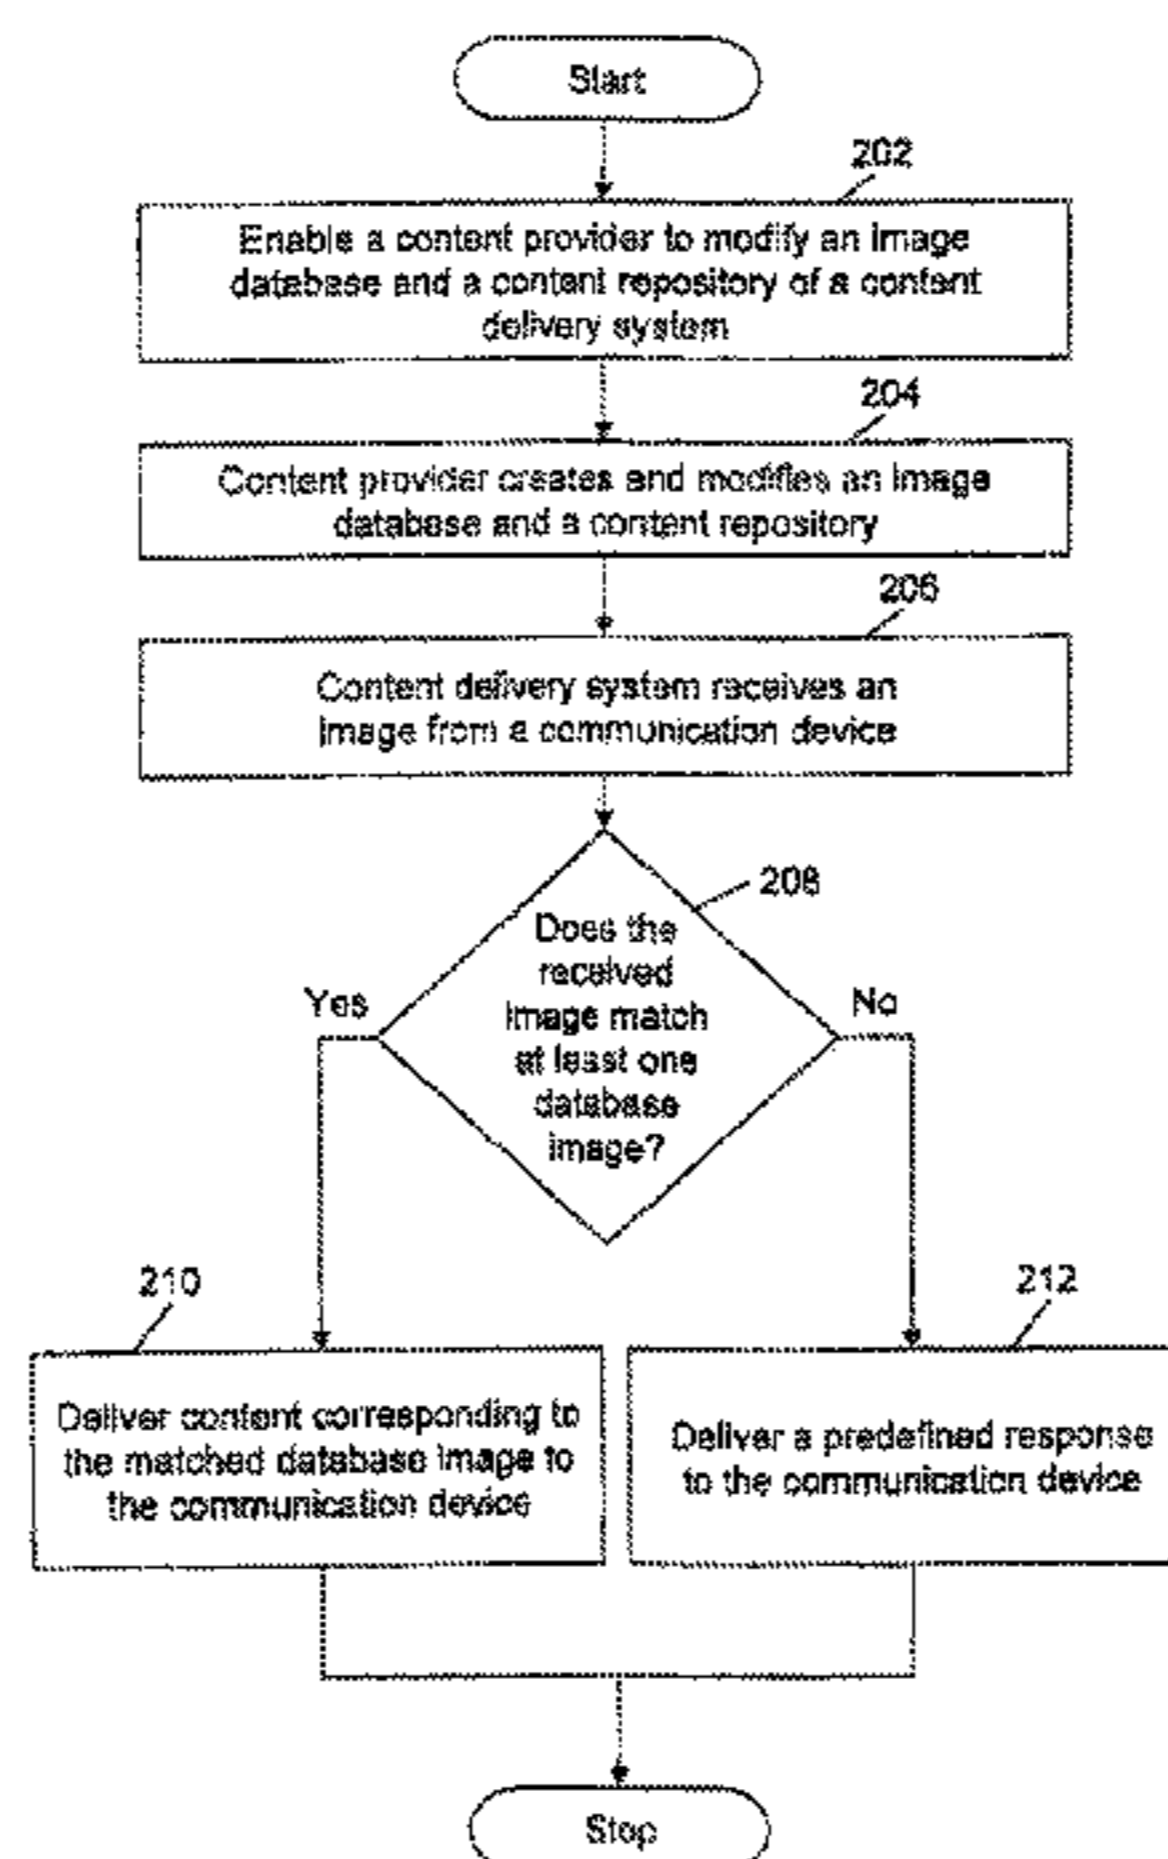 Start
202
Enable a content provider to modify an image
database and a content repository of a content
delivery system
204
Content provider creates and modifies an image
database and a content repository
206
Content delivery system receives an
image from a communication device
208
Does the
received
image match
at least one
database
image?
Yes
No
210
212
Deliver content corresponding to
the matched database image to
the communication device
Deliver a predefined response
to the communication device
Stop